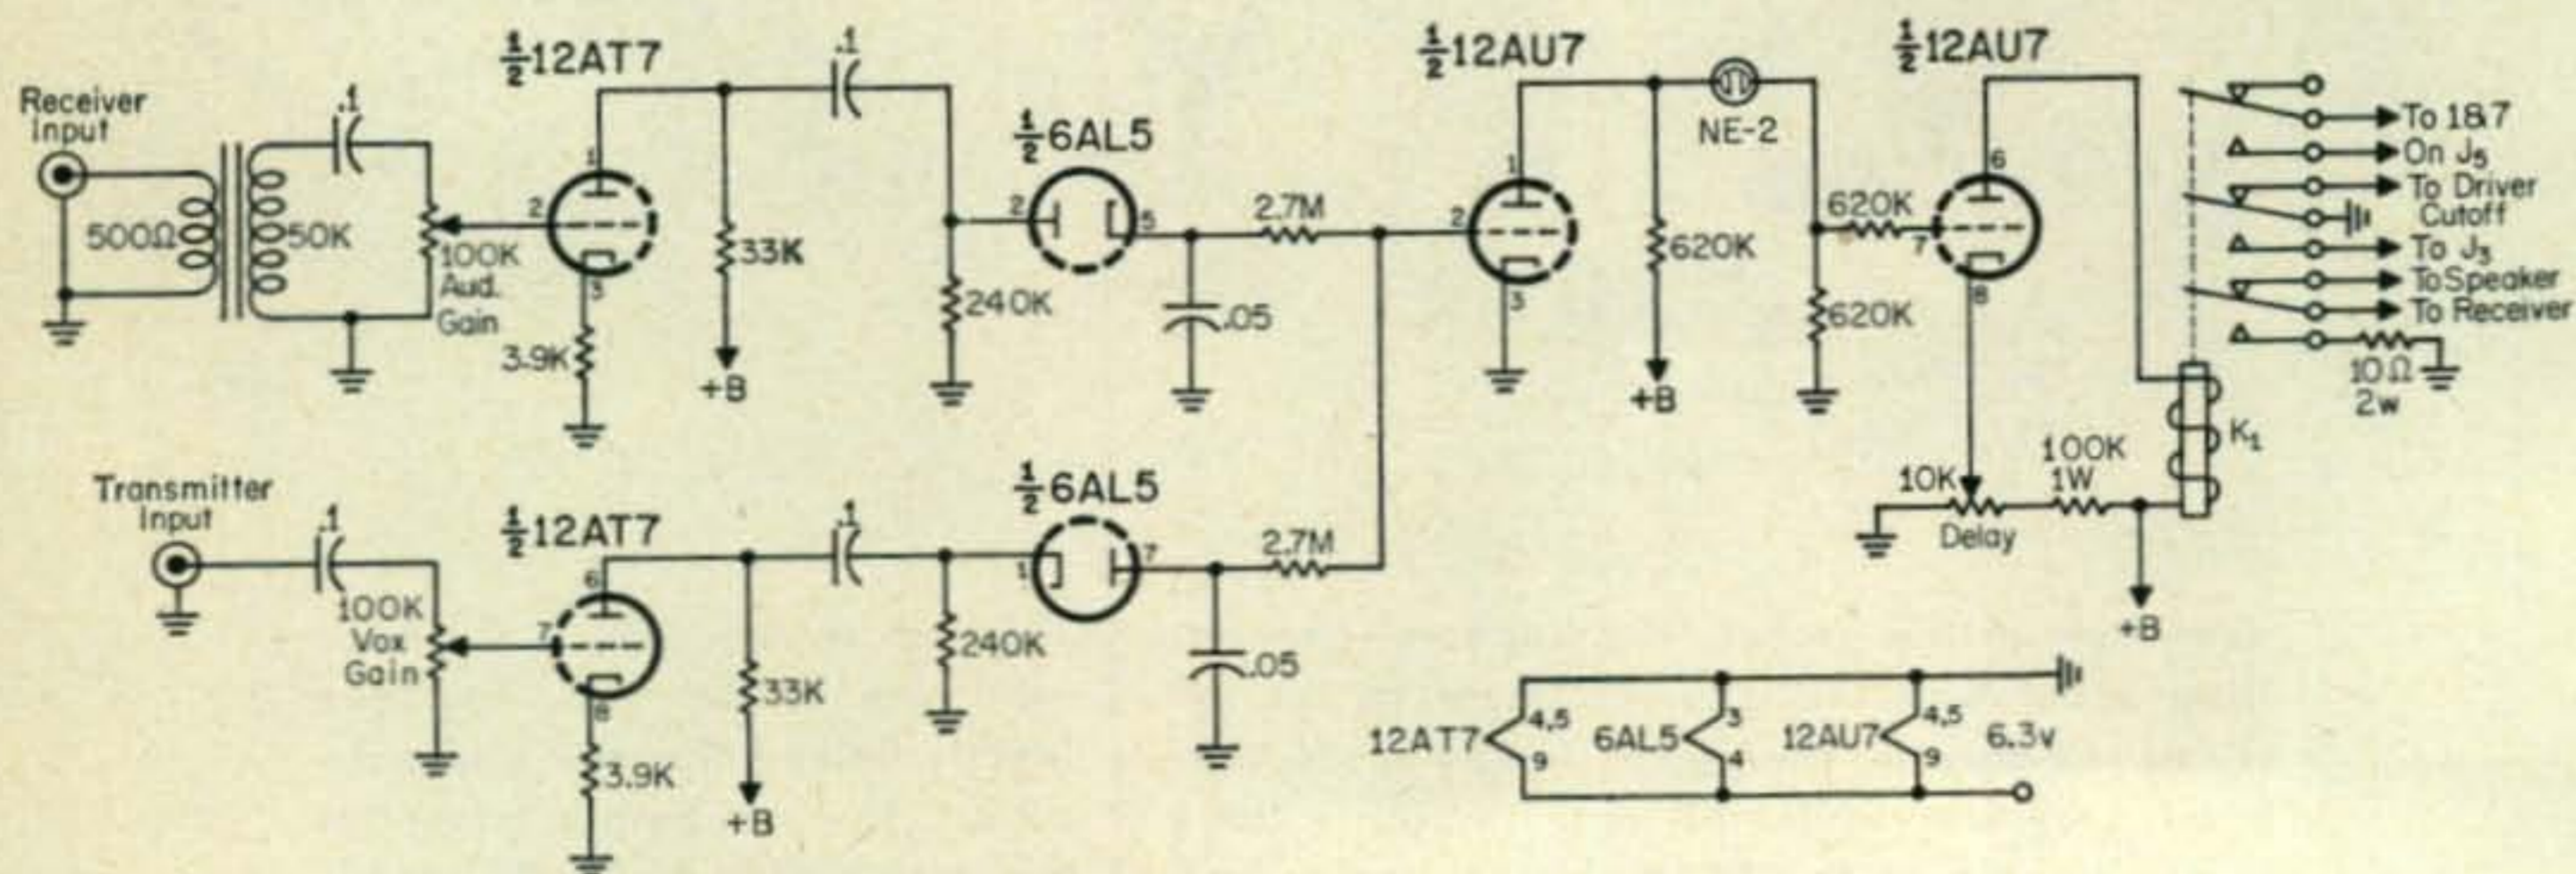 Receiver
Input
500Ω
50K
.1
100K
Aud.
Gain
½12AT7
1
2
3
3.9K
33K
+B
.1
240K
½6AL5
2
5
.05
2.7M
½12AU7
1
2
3
620K
+B
NE-2
620K
620K
½12AU7
6
7
8
To 1&7
On J5
To Driver
Cutoff
To J3
To Speaker
To Receiver
10Ω
2w
K1
10K
Delay
100K
1W
+B
Transmitter
Input
.1
100K
Vox
Gain
½12AT7
6
7
8
3.9K
33K
+B
.1
240K
½6AL5
1
7
.05
2.7M
12AT7
4,5
9
6AL5
3
4
12AU7
4,5
9
6.3v